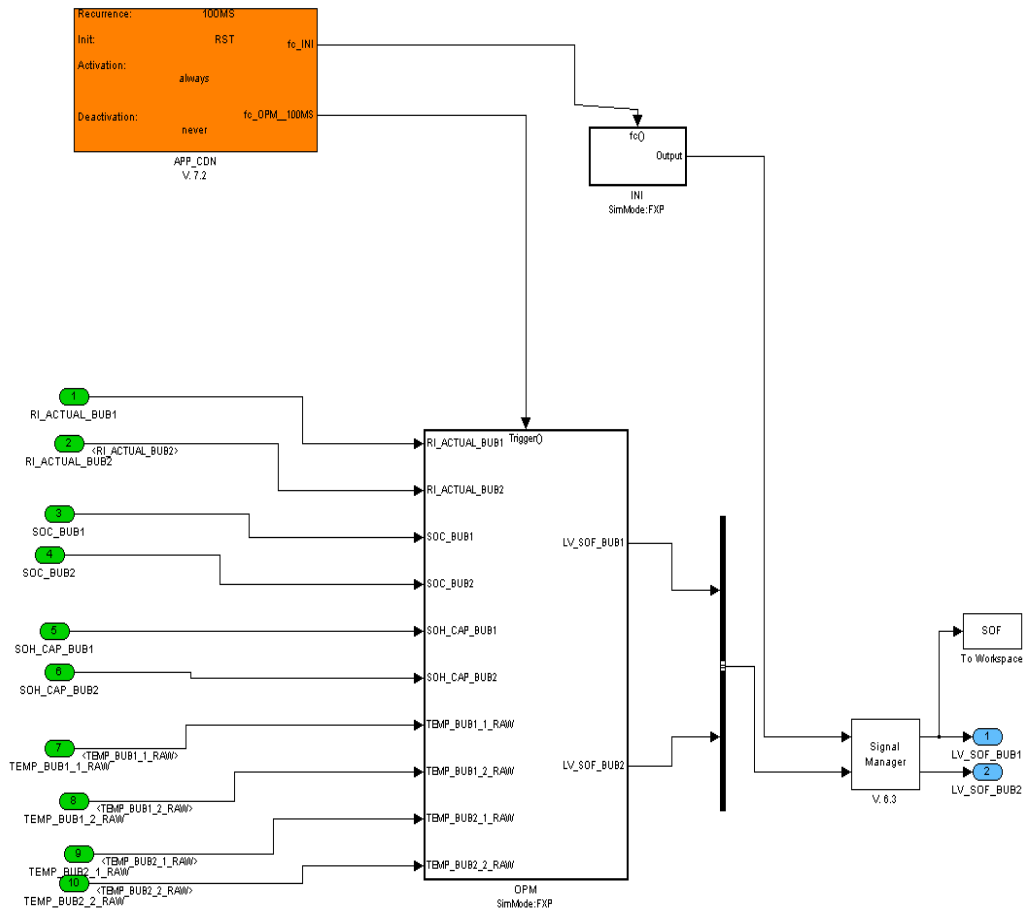 Recurrence: 100MS
Init: RST
fc_INI
Activation:
always
Deactivation:
fc_OPM__100MS
never
APP_CDN
V. 7.2
fc()
Output
INI
SimMode:FXP
1
RI_ACTUAL_BUB1
2
<RI_ACTUAL_BUB2>
RI_ACTUAL_BUB2
3
SOC_BUB1
4
SOC_BUB2
5
SOH_CAP_BUB1
6
SOH_CAP_BUB2
7
<TEMP_BUB1_1_RAW>
TEMP_BUB1_1_RAW
8
<TEMP_BUB1_2_RAW>
TEMP_BUB1_2_RAW
9
<TEMP_BUB2_1_RAW>
TEMP_BUB2_1_RAW
10
<TEMP_BUB2_2_RAW>
TEMP_BUB2_2_RAW
Trigger()
RI_ACTUAL_BUB1
RI_ACTUAL_BUB2
SOC_BUB1
SOC_BUB2
SOH_CAP_BUB1
SOH_CAP_BUB2
TEMP_BUB1_1_RAW
TEMP_BUB1_2_RAW
TEMP_BUB2_1_RAW
TEMP_BUB2_2_RAW
LV_SOF_BUB1
LV_SOF_BUB2
OPM
SimMode:FXP
SOF
To Workspace
Signal
Manager
V. 6.3
1
LV_SOF_BUB1
2
LV_SOF_BUB2